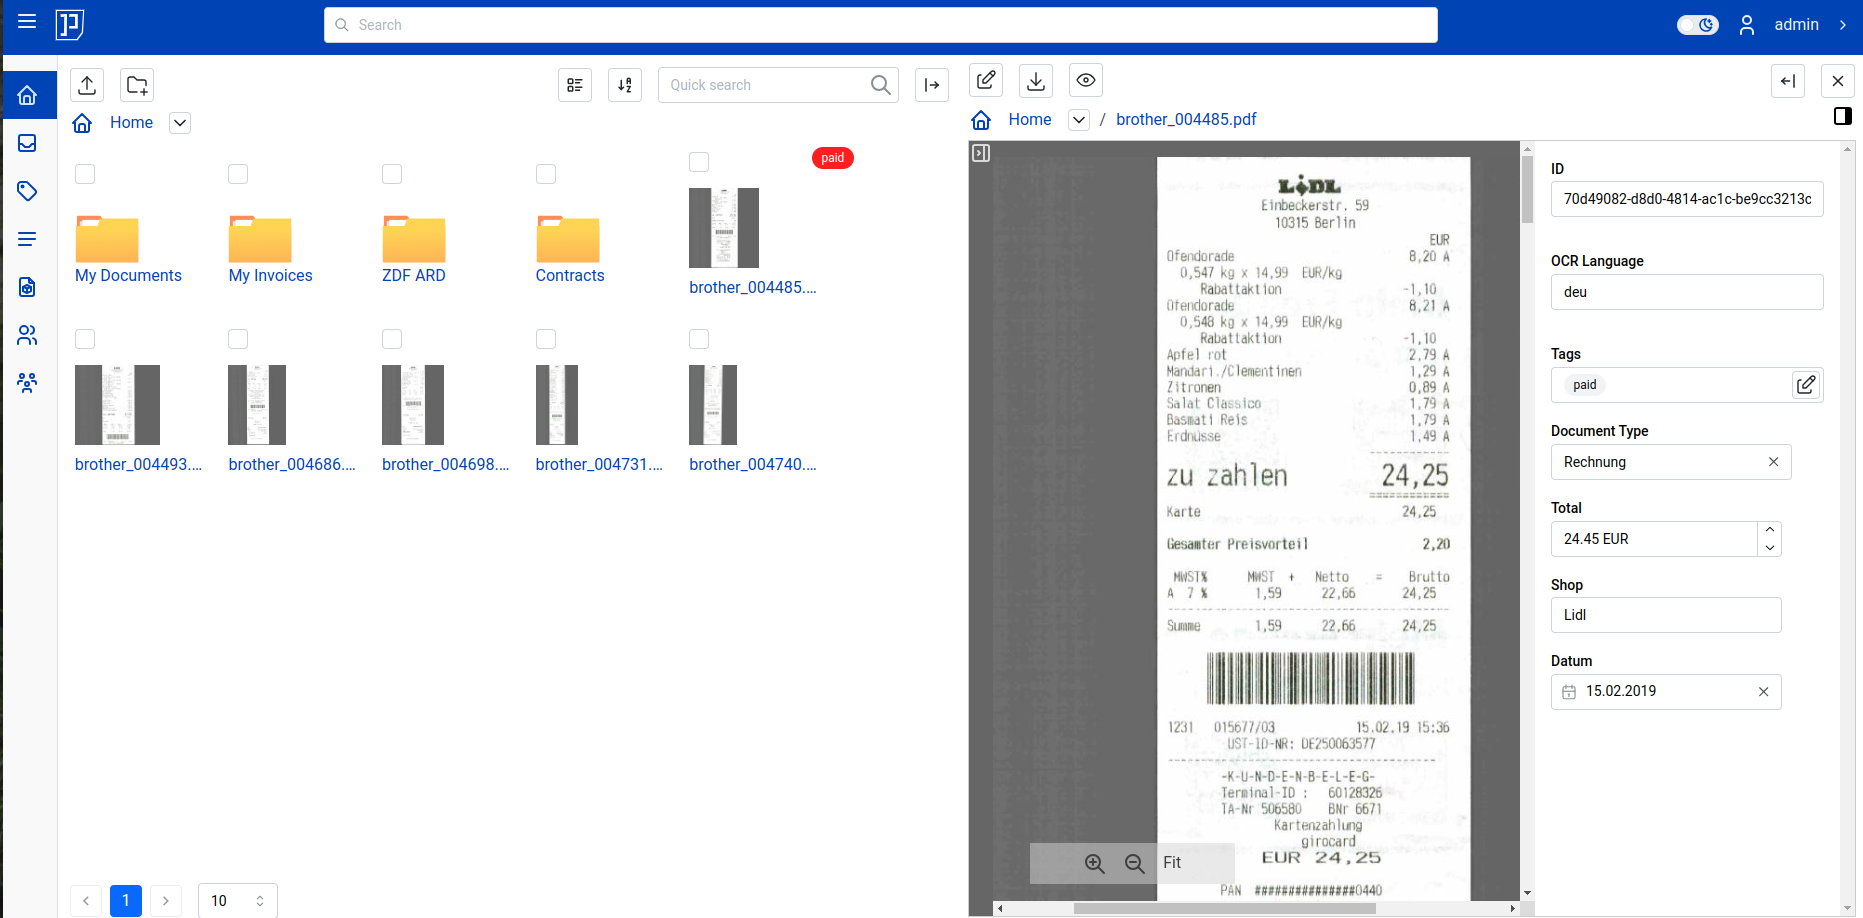 Search
admin
Quick search
Home
Home / brother_004485.pdf
paid
My Documents
My Invoices
ZDF ARD
Contracts
brother_004485....
brother_004493....
brother_004686....
brother_004698....
brother_004731....
brother_004740....
1
10
LiDL
Einbeckerstr. 59
10315 Berlin
EUR
Ofendorade 8,20 A
0,547 kg x 14,99 EUR/kg
Rabattaktion -1,10
Ofendorade 8,21 A
0,548 kg x 14,99 EUR/kg
Rabattaktion -1,10
Apfel rot 2,79 A
Mandari./Clementinen 1,29 A
Zitronen 0,89 A
Salat Classico 1,79 A
Basmati Reis 1,79 A
Erdnüsse 1,49 A
zu zahlen 24,25
Karte 24,25
Gesamter Preisvorteil 2,20
MWST% MWST + Netto = Brutto
A 7 % 1,59 22,66 24,25
Summe 1,59 22,66 24,25
1231 015677/03 15.02.19 15:36
UST-ID-NR: DE250063577
-K-U-N-D-E-N-B-E-L-E-G-
Terminal-ID : 60128326
TA-Nr 506580 BNr 6671
Kartenzahlung
girocard
EUR 24,25
PAN ###############0440
Fit
ID
70d49082-d8d0-4814-ac1c-be9cc3213c
OCR Language
deu
Tags
paid
Document Type
Rechnung
Total
24.45 EUR
Shop
Lidl
Datum
15.02.2019